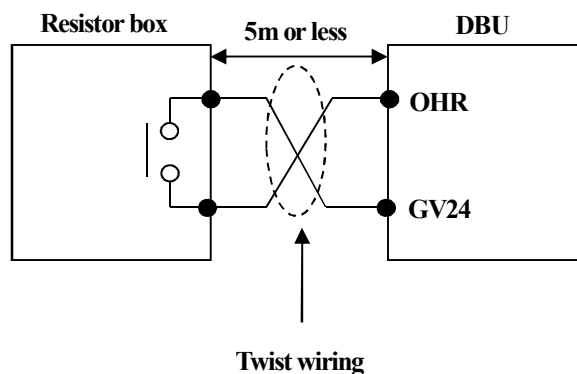 Resistor box
5m or less
DBU
OHR
GV24
Twist wiring